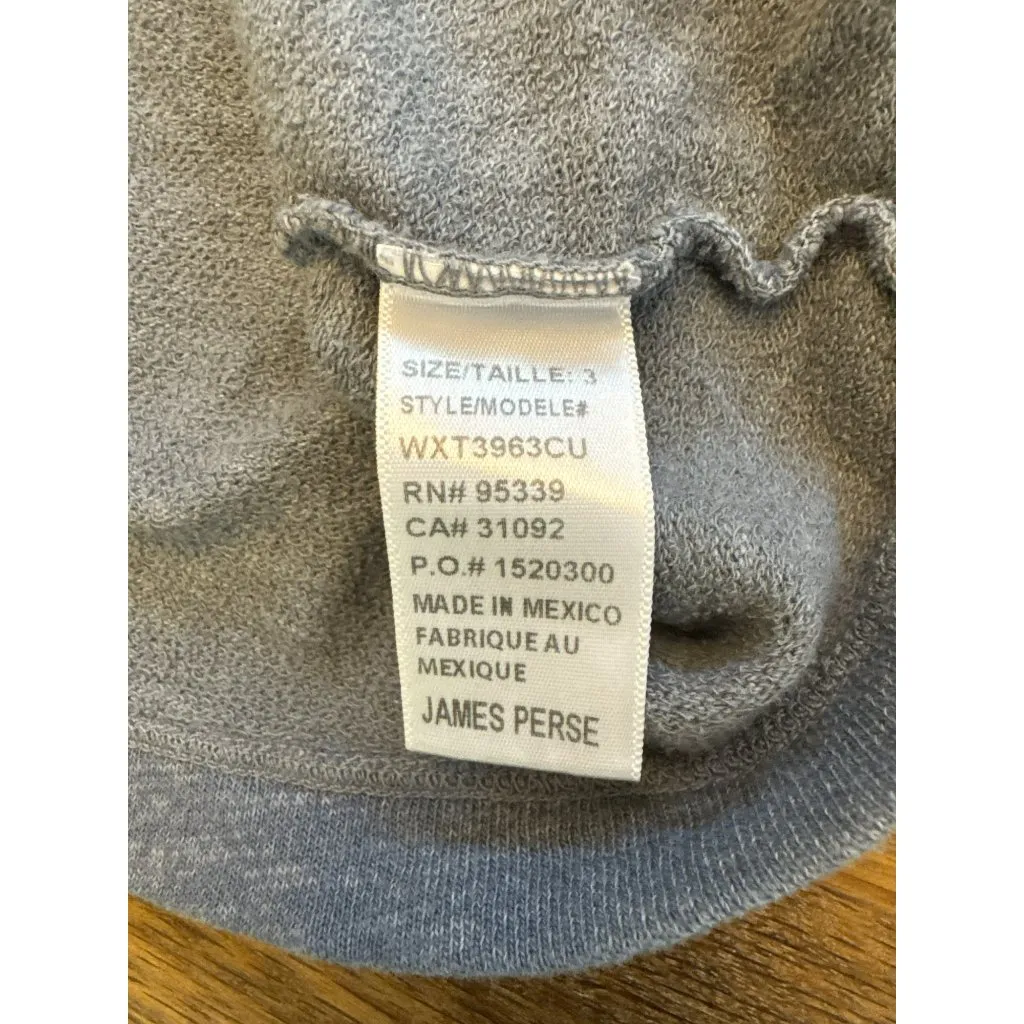 SIZE/TAILLE: 3
STYLE/MODELE#
WXT3963CU
RN# 95339
CA# 31092
P.O.# 1520300
MADE IN MEXICO
FABRIQUE AU
MEXIQUE
JAMES PERSE